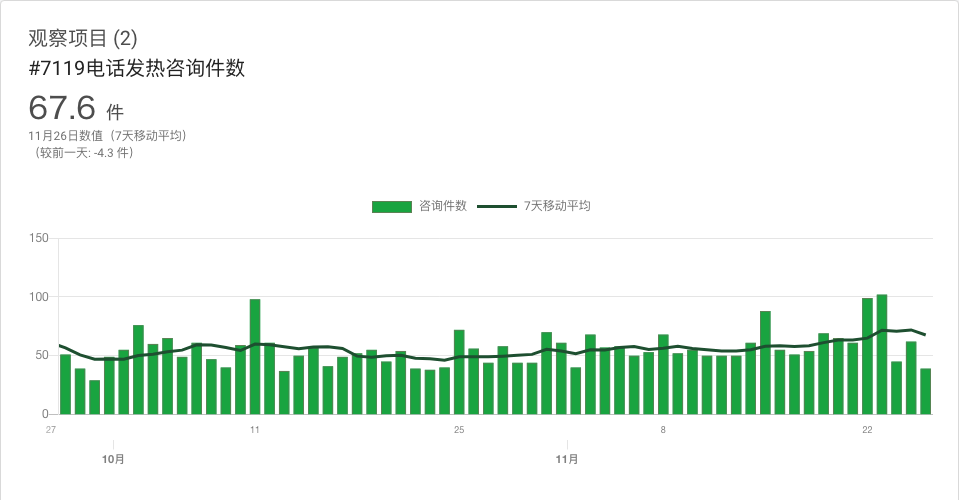 观察项目 (2)
#7119电话发热咨询件数
67.6 件
11月26日数值（7天移动平均）
（较前一天: -4.3 件）
咨询件数 7天移动平均
150
100
50
0
27 11 25 8 22
10月 11月